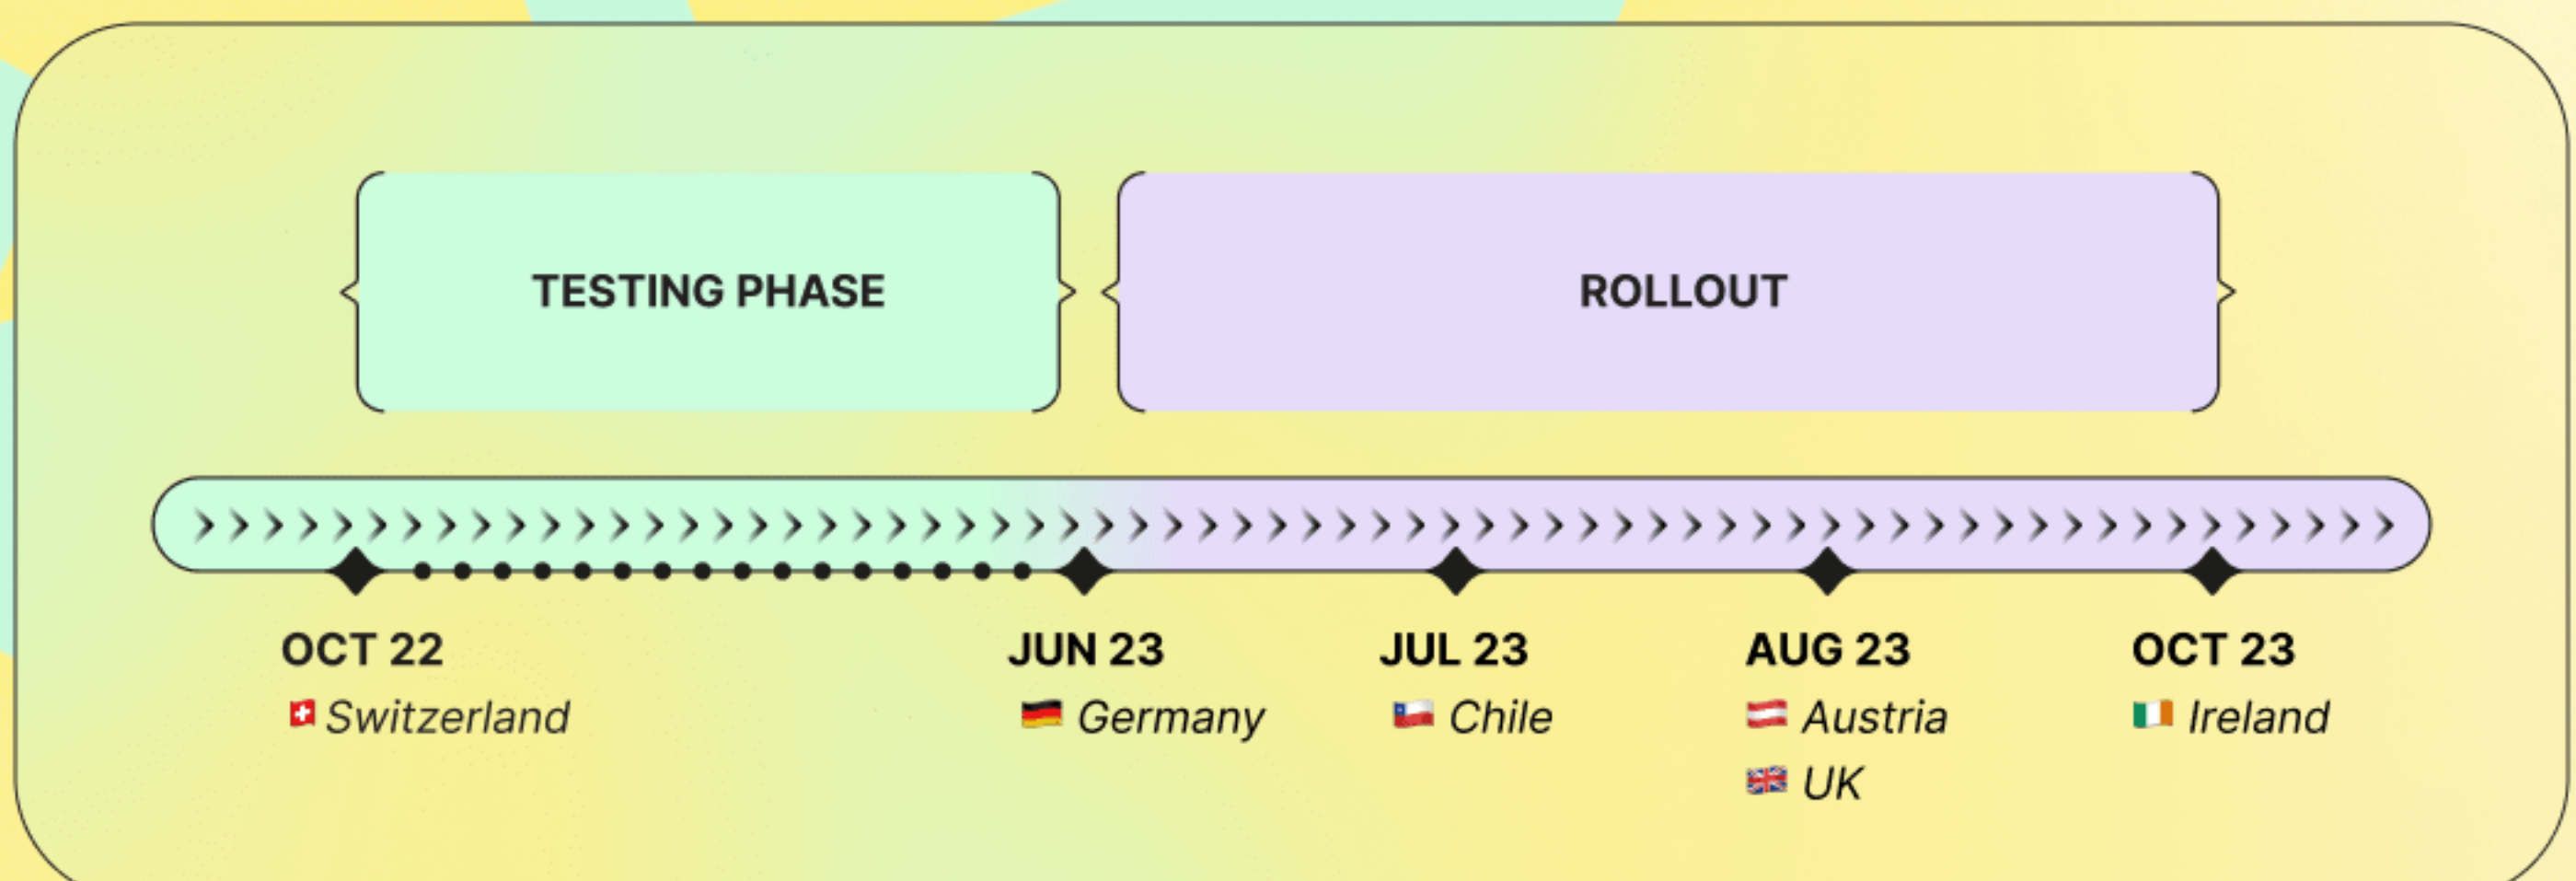 TESTING PHASE
ROLLOUT
OCT 22
Switzerland
JUN 23
Germany
JUL 23
Chile
AUG 23
Austria
UK
OCT 23
Ireland